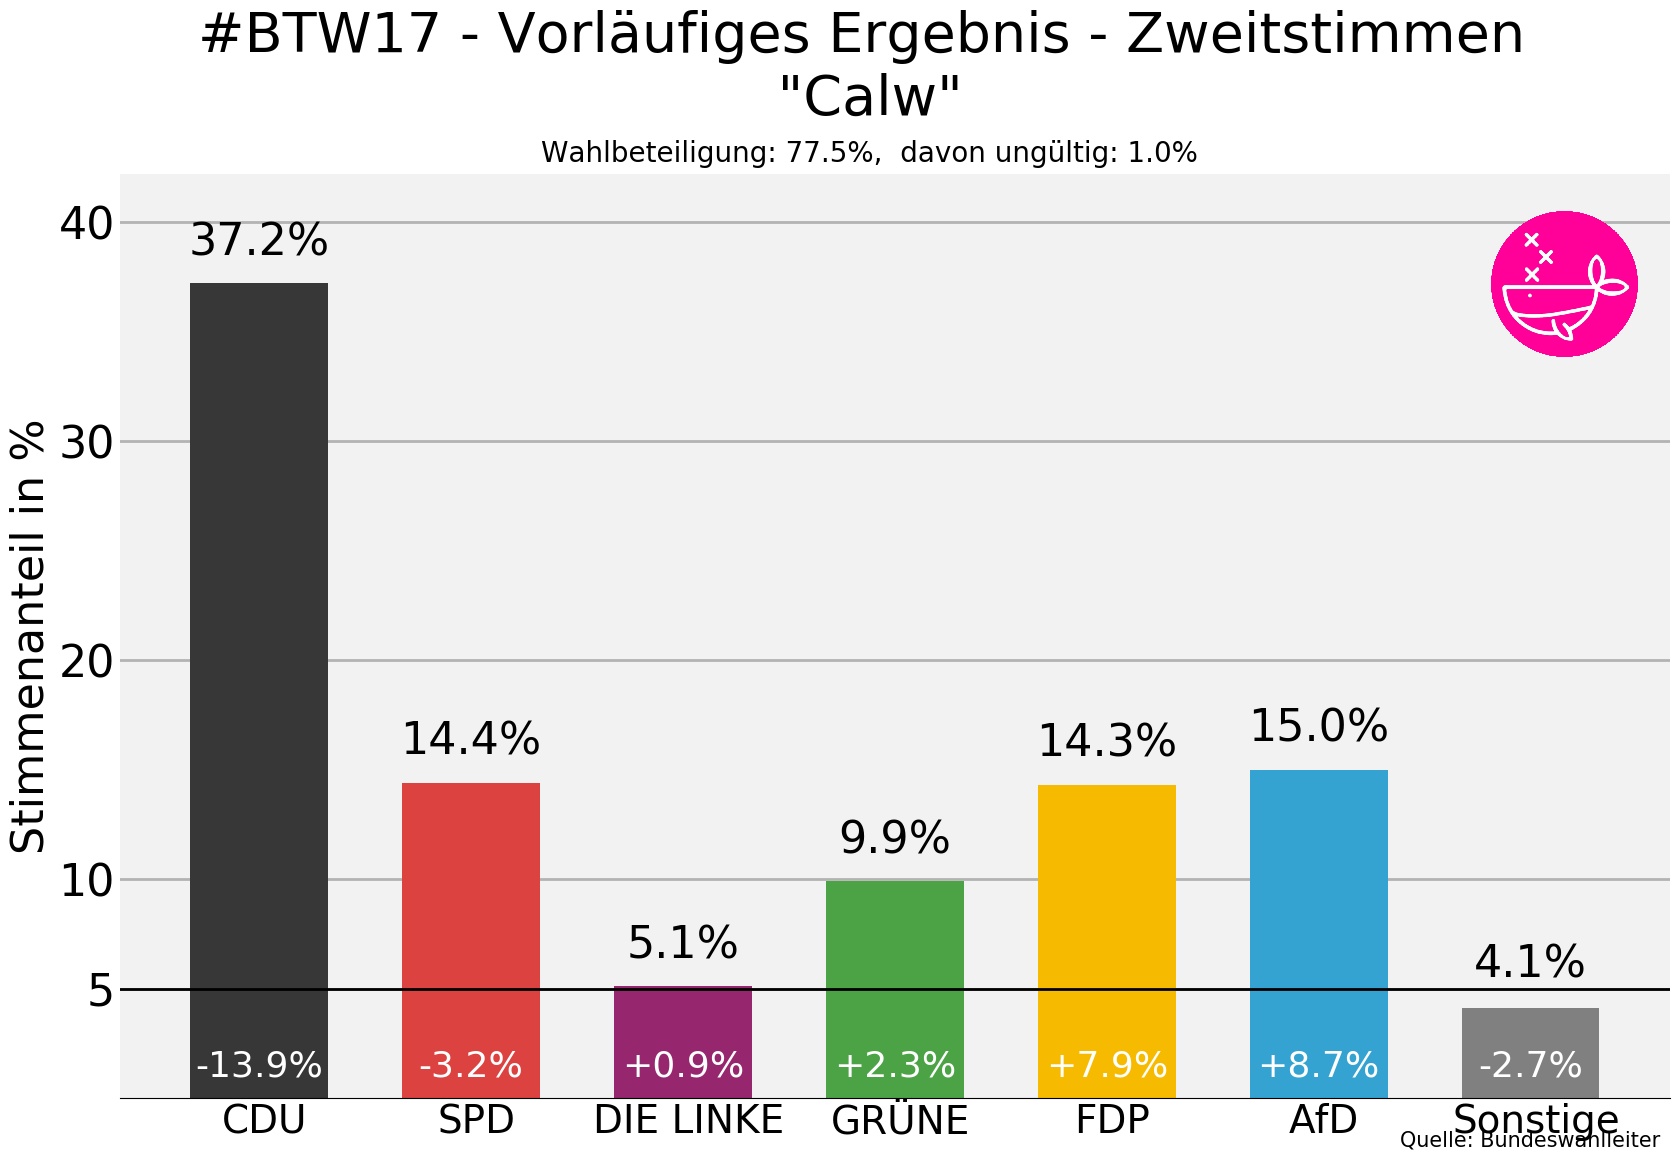 #BTW17 - Vorläufiges Ergebnis - Zweitstimmen
"Calw"
Wahlbeteiligung: 77.5%,  davon ungültig: 1.0%
Stimmenanteil in %
40
30
20
10
5
37.2%
14.4%
5.1%
9.9%
14.3%
15.0%
4.1%
-13.9%
-3.2%
+0.9%
+2.3%
+7.9%
+8.7%
-2.7%
CDU
SPD
DIE LINKE
GRÜNE
FDP
AfD
Sonstige
Quelle: Bundeswahlleiter